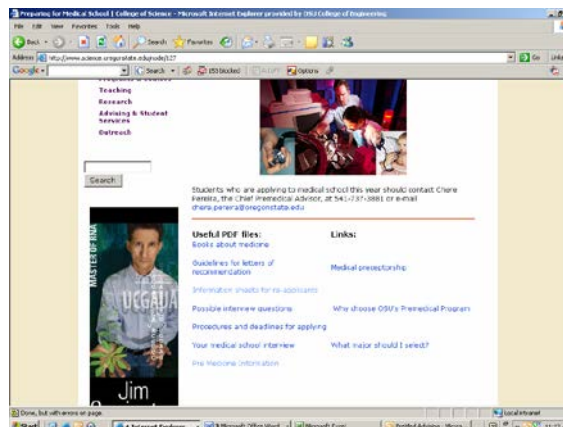 Preparing for Medical School | College of Science - Microsoft Internet Explorer provided by OSU College of Engineering
File Edit View Favorites Tools Help
Back Search Favorites
Address http://www.science.oregonstate.edu/node/127 Go Links
Google Search 155 blocked Options
Teaching
Research
Advising & Student
Services
Outreach
Search
Students who are applying to medical school this year should contact Chere
Pereira, the Chief Premedical Advisor, at 541-737-3881 or e-mail
chere.pereira@oregonstate.edu
Useful PDF files: Links:
Books about medicine
Guidelines for letters of
recommendation Medical preceptorship
Information sheets for re-applicants
Possible interview questions Why choose OSU's Premedical Program
Procedures and deadlines for applying
Your medical school interview What major should I select?
Pre Medicine Information
MASTER OF RNA
UCGAUA
Jim
Done, but with errors on page. Local intranet
Start